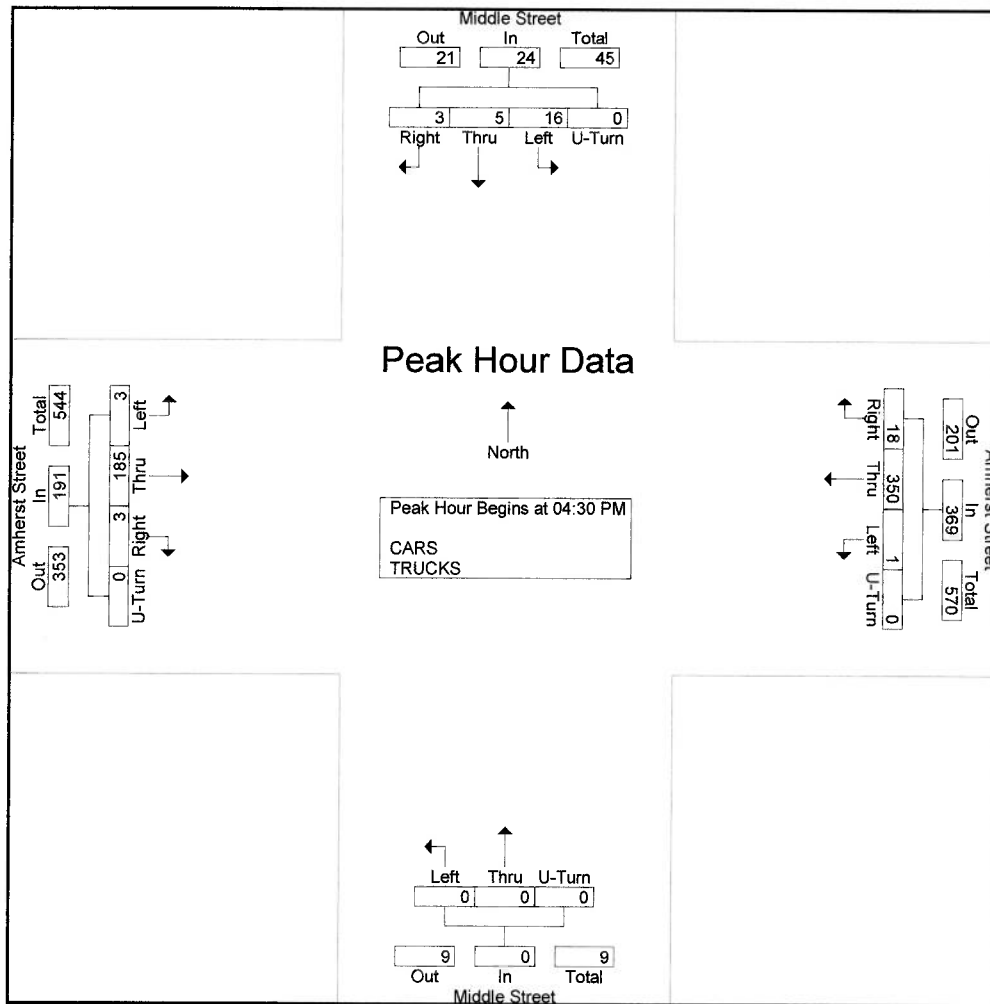 Middle Street
Out In Total
21 24 45
3 5 16 0
Right Thru Left U-Turn
Peak Hour Data
North
Peak Hour Begins at 04:30 PM
CARS
TRUCKS
Amherst Street
Total In Out
544 191 353
3 185 3 0
Left Thru Right U-Turn
Right Thru Left U-Turn
18 350 1 0
Out In Total
201 369 570
Amherst Street
Left Thru U-Turn
0 0 0
9 0 9
Out In Total
Middle Street